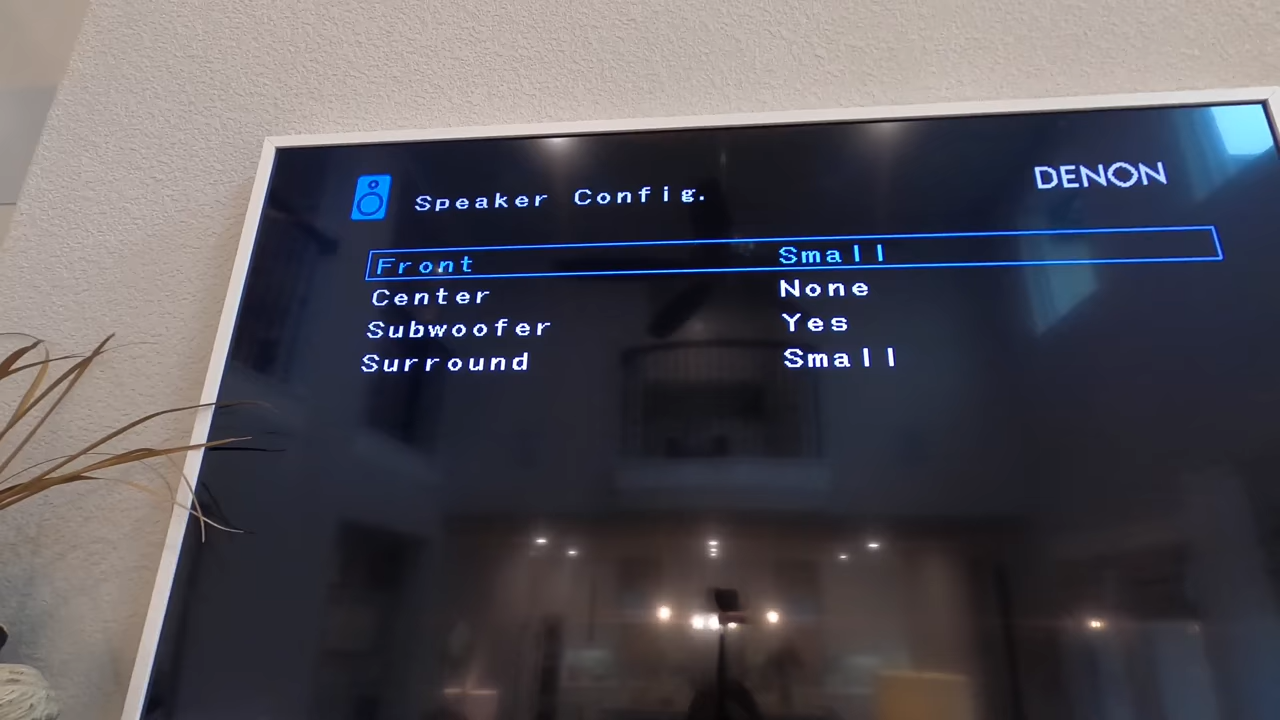 Speaker Config.
DENON
Front Small
Center None
Subwoofer Yes
Surround Small